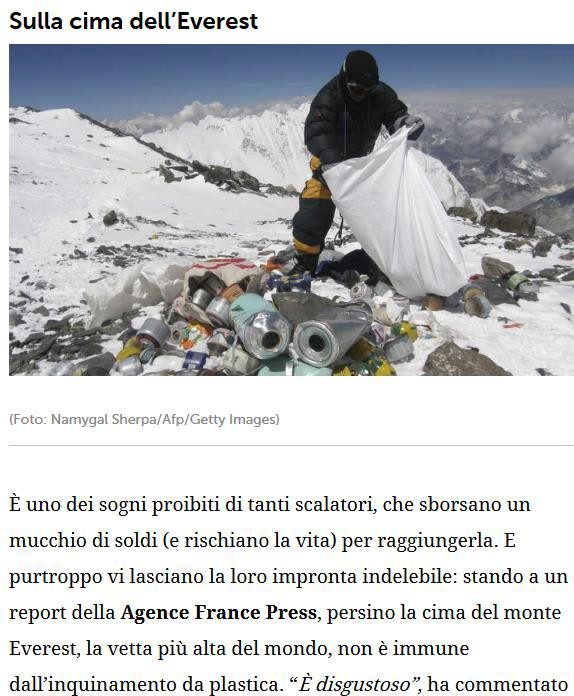 Sulla cima dell’Everest
(Foto: Namygal Sherpa/Afp/Getty Images)
È uno dei sogni proibiti di tanti scalatori, che sborsano un
mucchio di soldi (e rischiano la vita) per raggiungerla. E
purtroppo vi lasciano la loro impronta indelebile: stando a un
report della Agence France Press, persino la cima del monte
Everest, la vetta più alta del mondo, non è immune
dall’inquinamento da plastica. “È disgustoso”, ha commentato